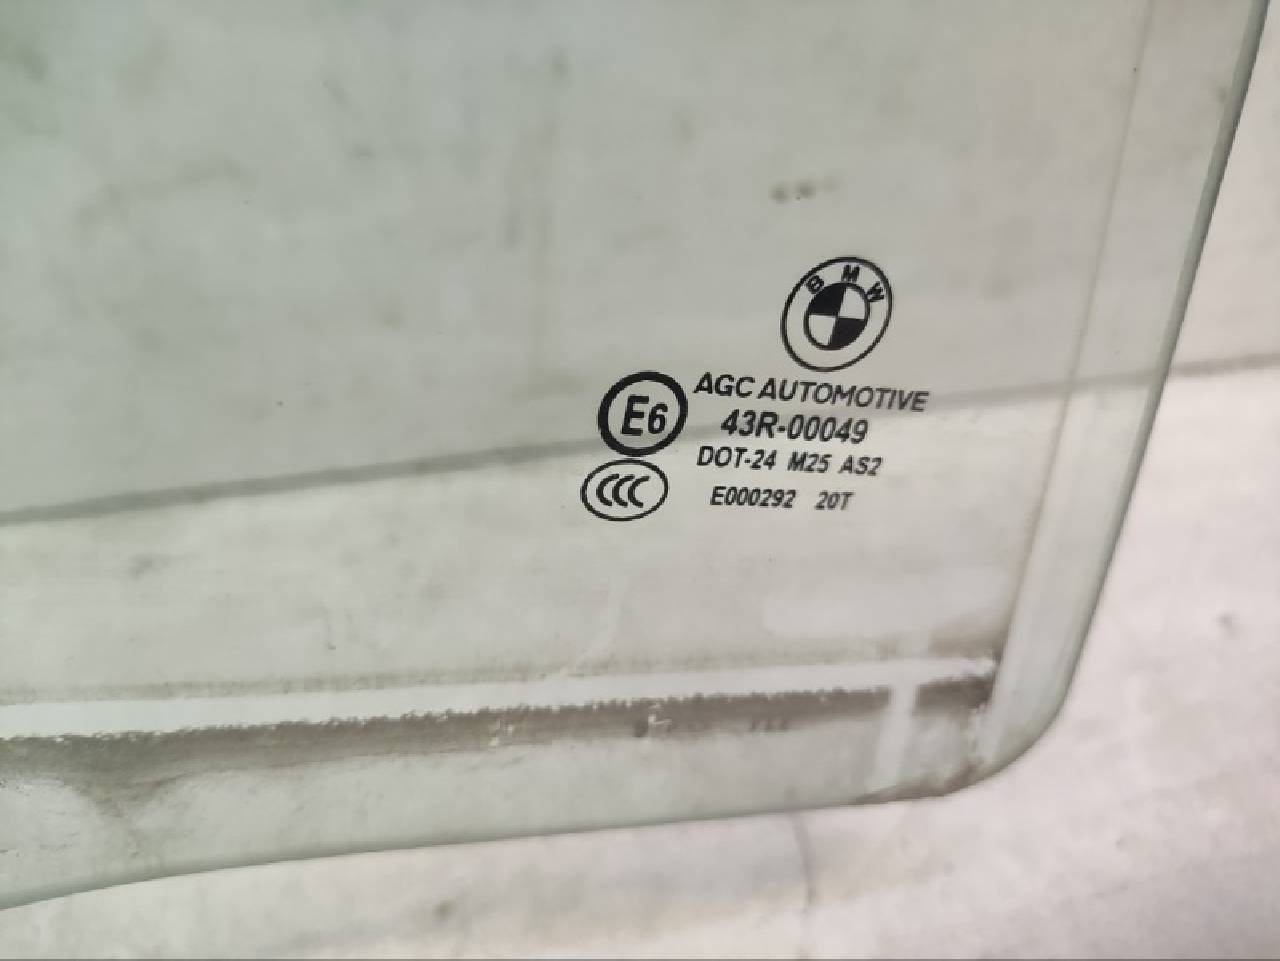 BMW
AGC AUTOMOTIVE
E6
43R-00049
DOT-24 M25 AS2
CCC
E000292 20T